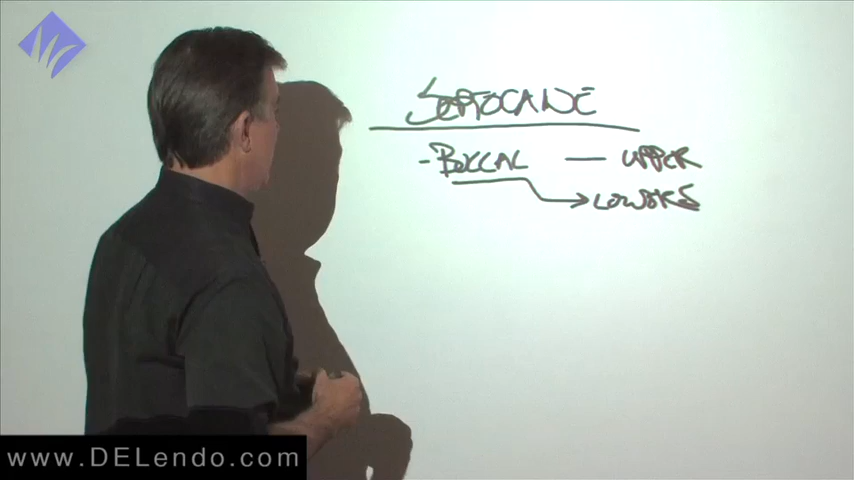 SEPTOCAINE
- BUCCAL — UPPER
→ LOWERS
www.DELendo.com